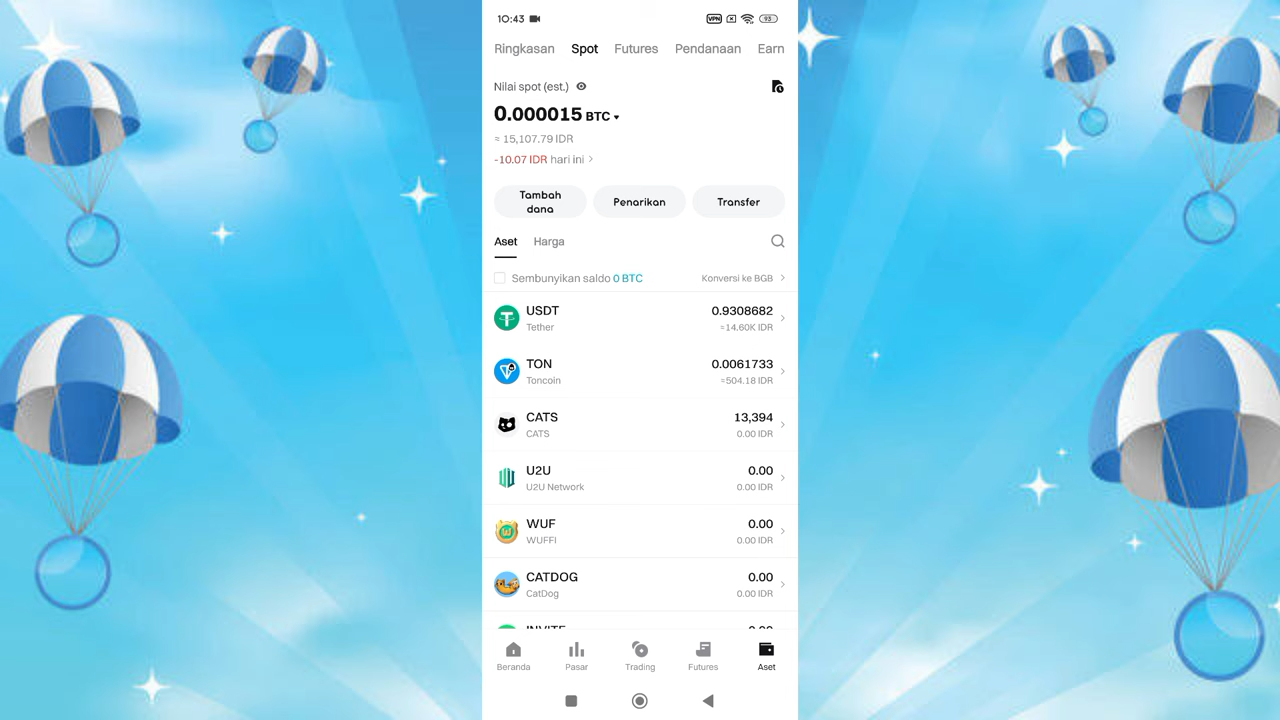 10:43 VPN 93
Ringkasan Spot Futures Pendanaan Earn
Nilai spot (est.)
0.000015 BTC
≈ 15,107.79 IDR
-10.07 IDR hari ini
Tambah dana Penarikan Transfer
Aset Harga
Sembunyikan saldo 0 BTC Konversi ke BGB
USDT 0.9308682
Tether ≈14.60K IDR
TON 0.0061733
Toncoin ≈504.18 IDR
CATS 13,394
CATS 0.00 IDR
U2U 0.00
U2U Network 0.00 IDR
WUF 0.00
WUFFI 0.00 IDR
CATDOG 0.00
CatDog 0.00 IDR
Beranda Pasar Trading Futures Aset